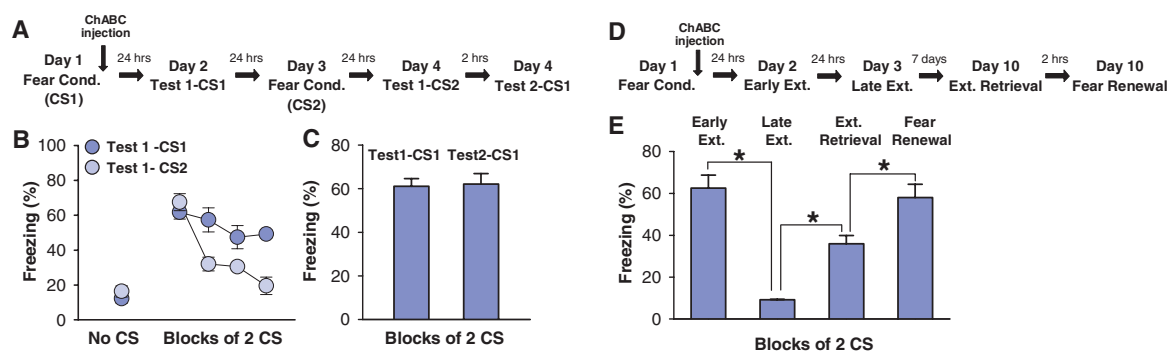 A
ChABC
injection
Day 1
Fear Cond.
(CS1)
24 hrs
Day 2
Test 1-CS1
24 hrs
Day 3
Fear Cond.
(CS2)
24 hrs
Day 4
Test 1-CS2
2 hrs
Day 4
Test 2-CS1
B
Freezing (%)
100
80
60
40
20
0
Test 1 -CS1
Test 1- CS2
No CS
Blocks of 2 CS
C
Freezing (%)
80
60
40
20
0
Test1-CS1
Test2-CS1
Blocks of 2 CS
D
ChABC
injection
Day 1
Fear Cond.
24 hrs
Day 2
Early Ext.
24 hrs
Day 3
Late Ext.
7 days
Day 10
Ext. Retrieval
2 hrs
Day 10
Fear Renewal
E
Early
Ext.
Late
Ext.
Ext.
Retrieval
Fear
Renewal
Freezing (%)
80
60
40
20
0
*
*
*
Blocks of 2 CS